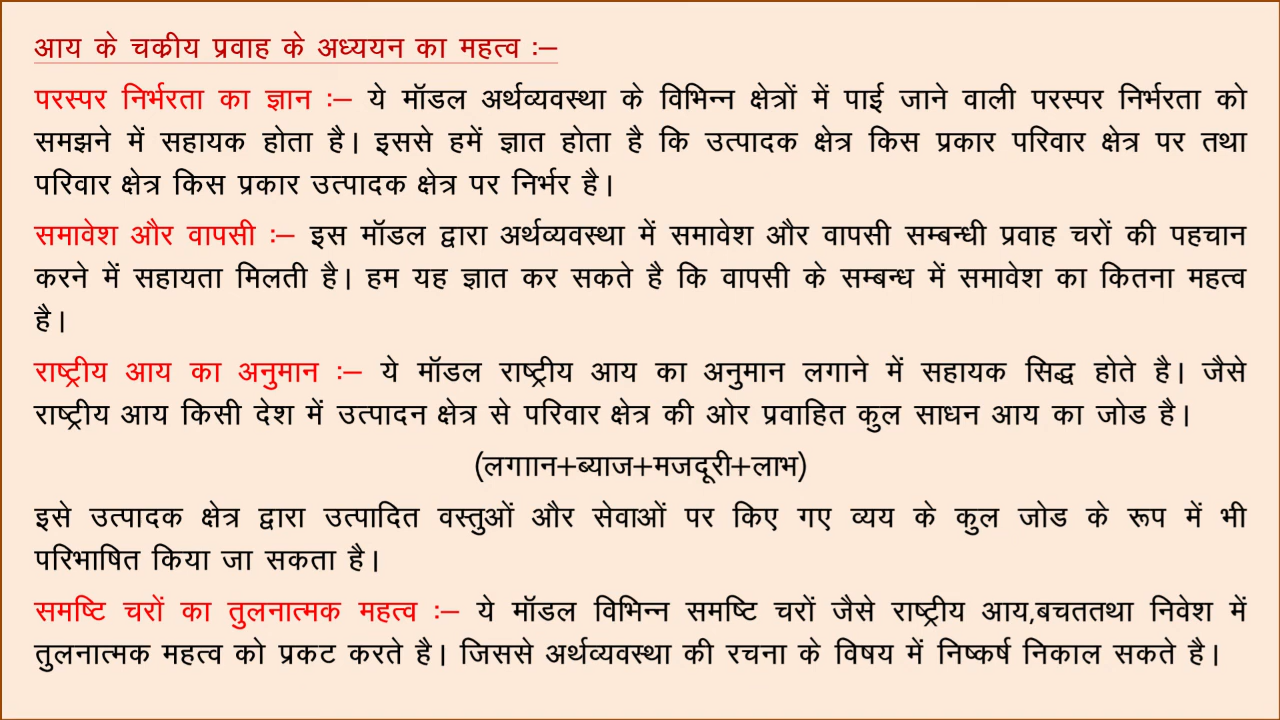 आय के चक्रीय प्रवाह के अध्ययन का महत्व :–
परस्पर निर्भरता का ज्ञान :– ये मॉडल अर्थव्यवस्था के विभिन्न क्षेत्रों में पाई जाने वाली परस्पर निर्भरता को
समझने में सहायक होता है। इससे हमें ज्ञात होता है कि उत्पादक क्षेत्र किस प्रकार परिवार क्षेत्र पर तथा
परिवार क्षेत्र किस प्रकार उत्पादक क्षेत्र पर निर्भर है।
समावेश और वापसी :– इस मॉडल द्वारा अर्थव्यवस्था में समावेश और वापसी सम्बन्धी प्रवाह चरों की पहचान
करने में सहायता मिलती है। हम यह ज्ञात कर सकते है कि वापसी के सम्बन्ध में समावेश का कितना महत्व
है।
राष्ट्रीय आय का अनुमान :– ये मॉडल राष्ट्रीय आय का अनुमान लगाने में सहायक सिद्ध होते है। जैसे
राष्ट्रीय आय किसी देश में उत्पादन क्षेत्र से परिवार क्षेत्र की ओर प्रवाहित कुल साधन आय का जोड है।
(लगाान+ब्याज+मजदूरी+लाभ)
इसे उत्पादक क्षेत्र द्वारा उत्पादित वस्तुओं और सेवाओं पर किए गए व्यय के कुल जोड के रूप में भी
परिभाषित किया जा सकता है।
समष्टि चरों का तुलनात्मक महत्व :– ये मॉडल विभिन्न समष्टि चरों जैसे राष्ट्रीय आय,बचततथा निवेश में
तुलनात्मक महत्व को प्रकट करते है। जिससे अर्थव्यवस्था की रचना के विषय में निष्कर्ष निकाल सकते है।